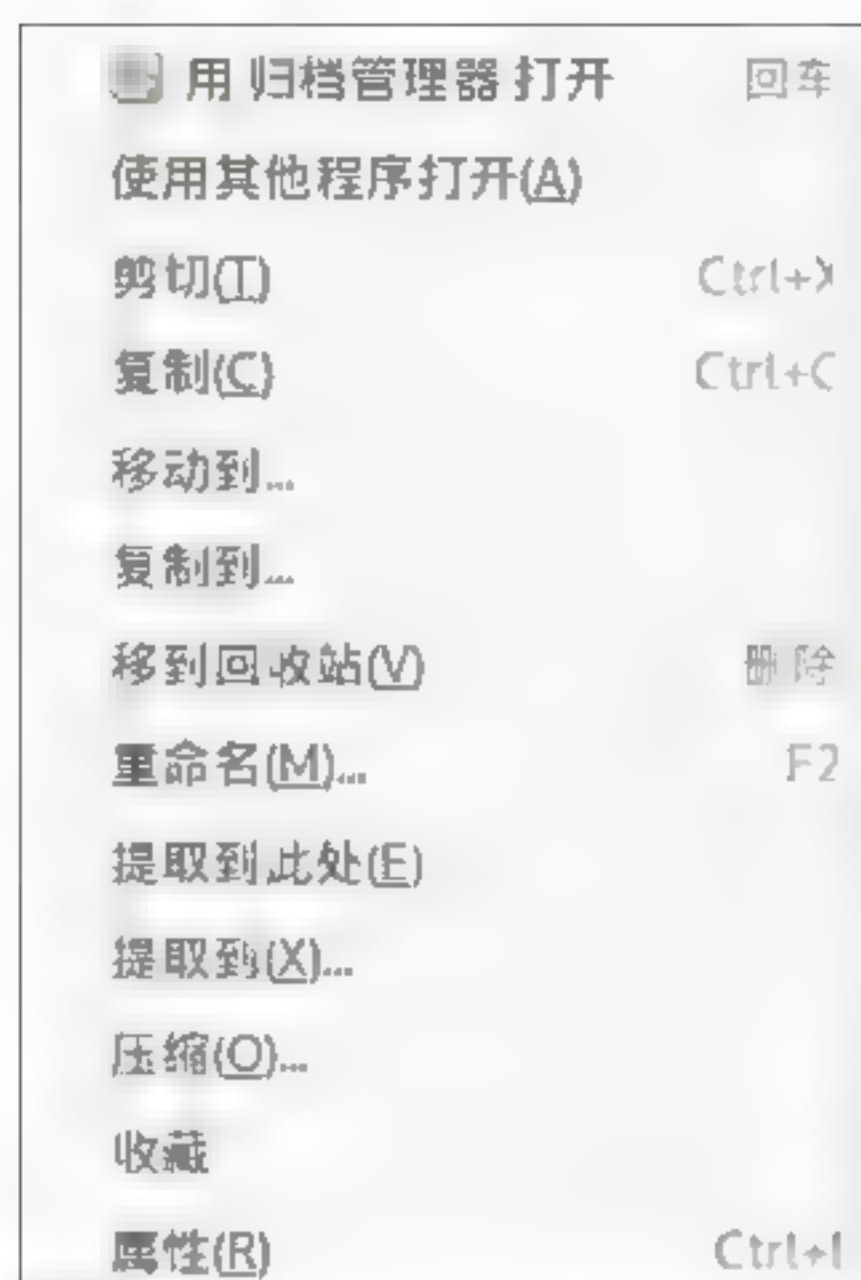 用 归档管理器 打开 回车
使用其他程序打开(A)
剪切(T) Ctrl+X
复制(C) Ctrl+C
移动到...
复制到...
移到回收站(V) 删除
重命名(M)... F2
提取到此处(E)
提取到(X)...
压缩(O)...
收藏
属性(R) Ctrl+I